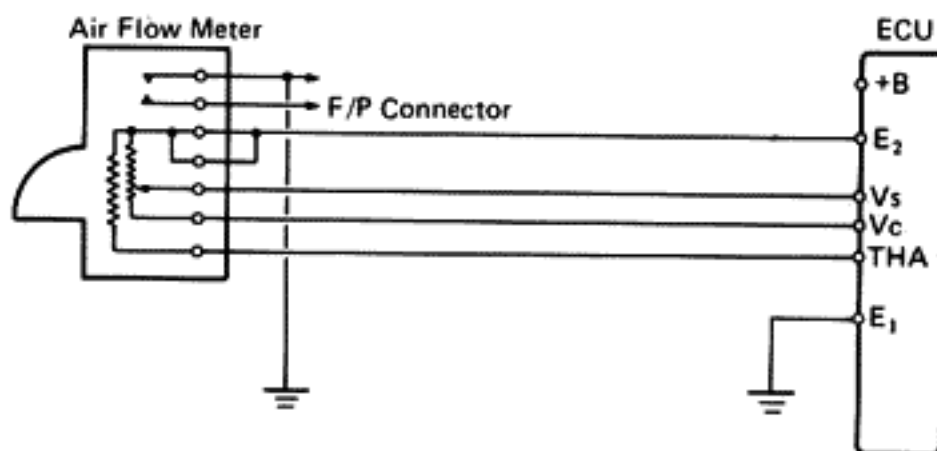 Air Flow Meter
ECU
+B
F/P Connector
E₂
Vs
Vc
THA
E₁